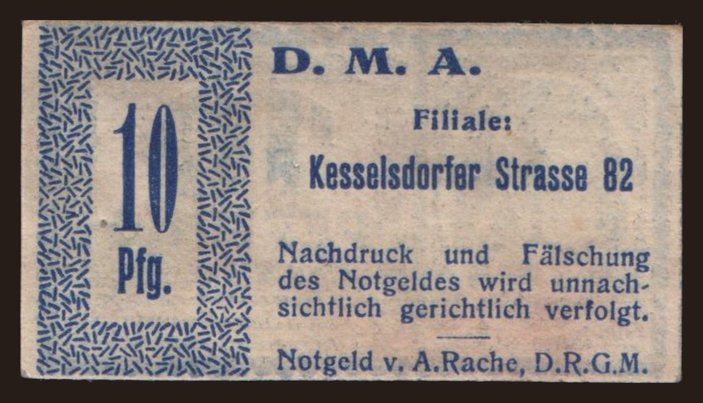 10
Pfg.
D. M. A.
Filiale:
Kesselsdorfer Strasse 82
Nachdruck und Fälschung
des Notgeldes wird unnach-
sichtlich gerichtlich verfolgt.
Notgeld v. A.Rache, D.R.G.M.